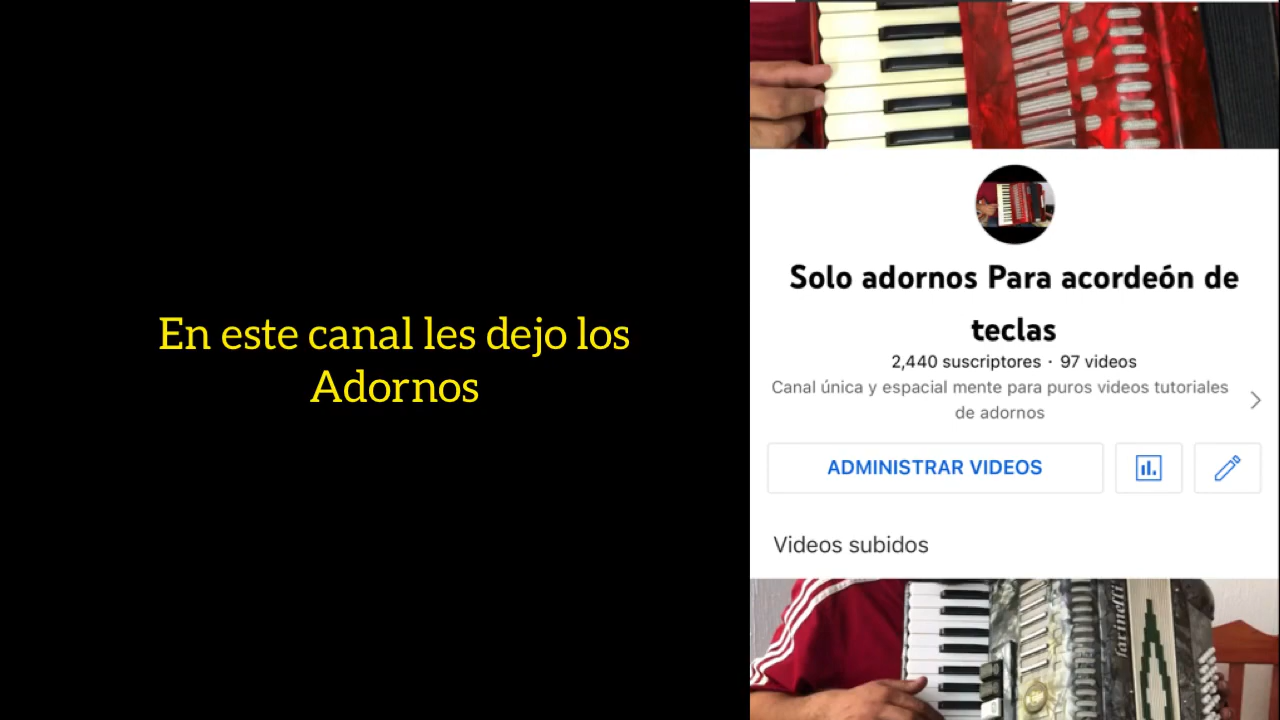 En este canal les dejo los
Adornos
Solo adornos Para acordeón de
teclas
2,440 suscriptores · 97 videos
Canal única y espacial mente para puros videos tutoriales
de adornos
ADMINISTRAR VIDEOS
Videos subidos
farinelli